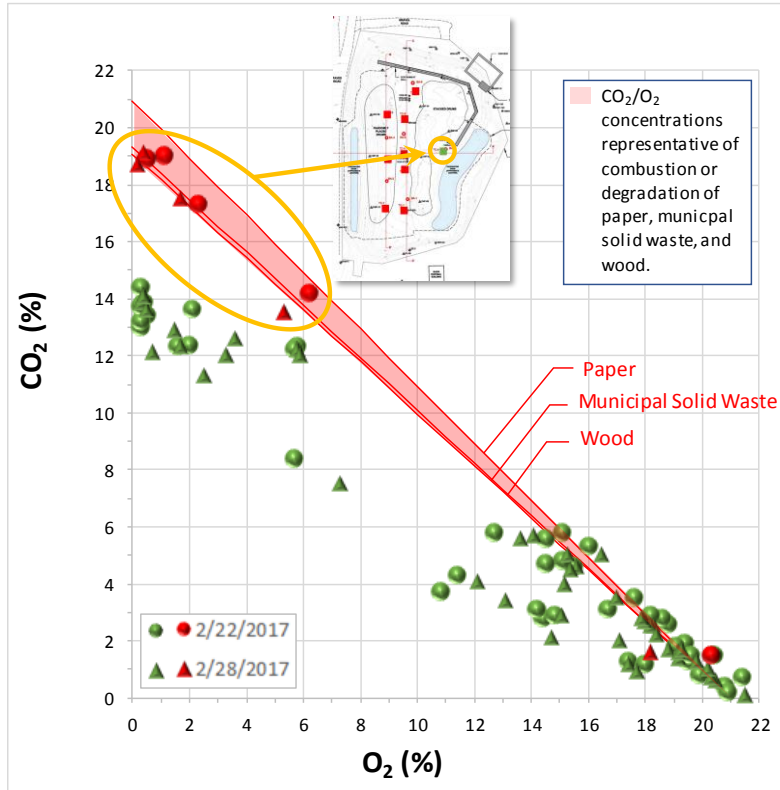 22
20
18
16
14
12
10
8
6
4
2
0
CO₂ (%)
0 2 4 6 8 10 12 14 16 18 20 22
O₂ (%)
CO₂/O₂
concentrations
representative of
combustion or
degradation of
paper, municpal
solid waste, and
wood.
Paper
Municipal Solid Waste
Wood
2/22/2017
2/28/2017